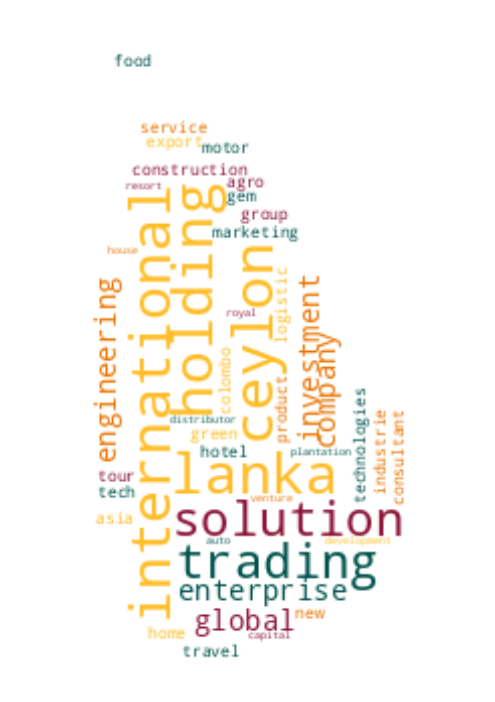 food
service
export
motor
construction
resort
agro
gem
group
marketing
international
holding
house
ceylon
logistic
engineering
investment
company
royal
colombo
product
distributor
green
hotel
plantation
technologies
industrie
consultant
lanka
tour
tech
venture
asia
solution
auto
development
trading
enterprise
global
new
home
capital
travel